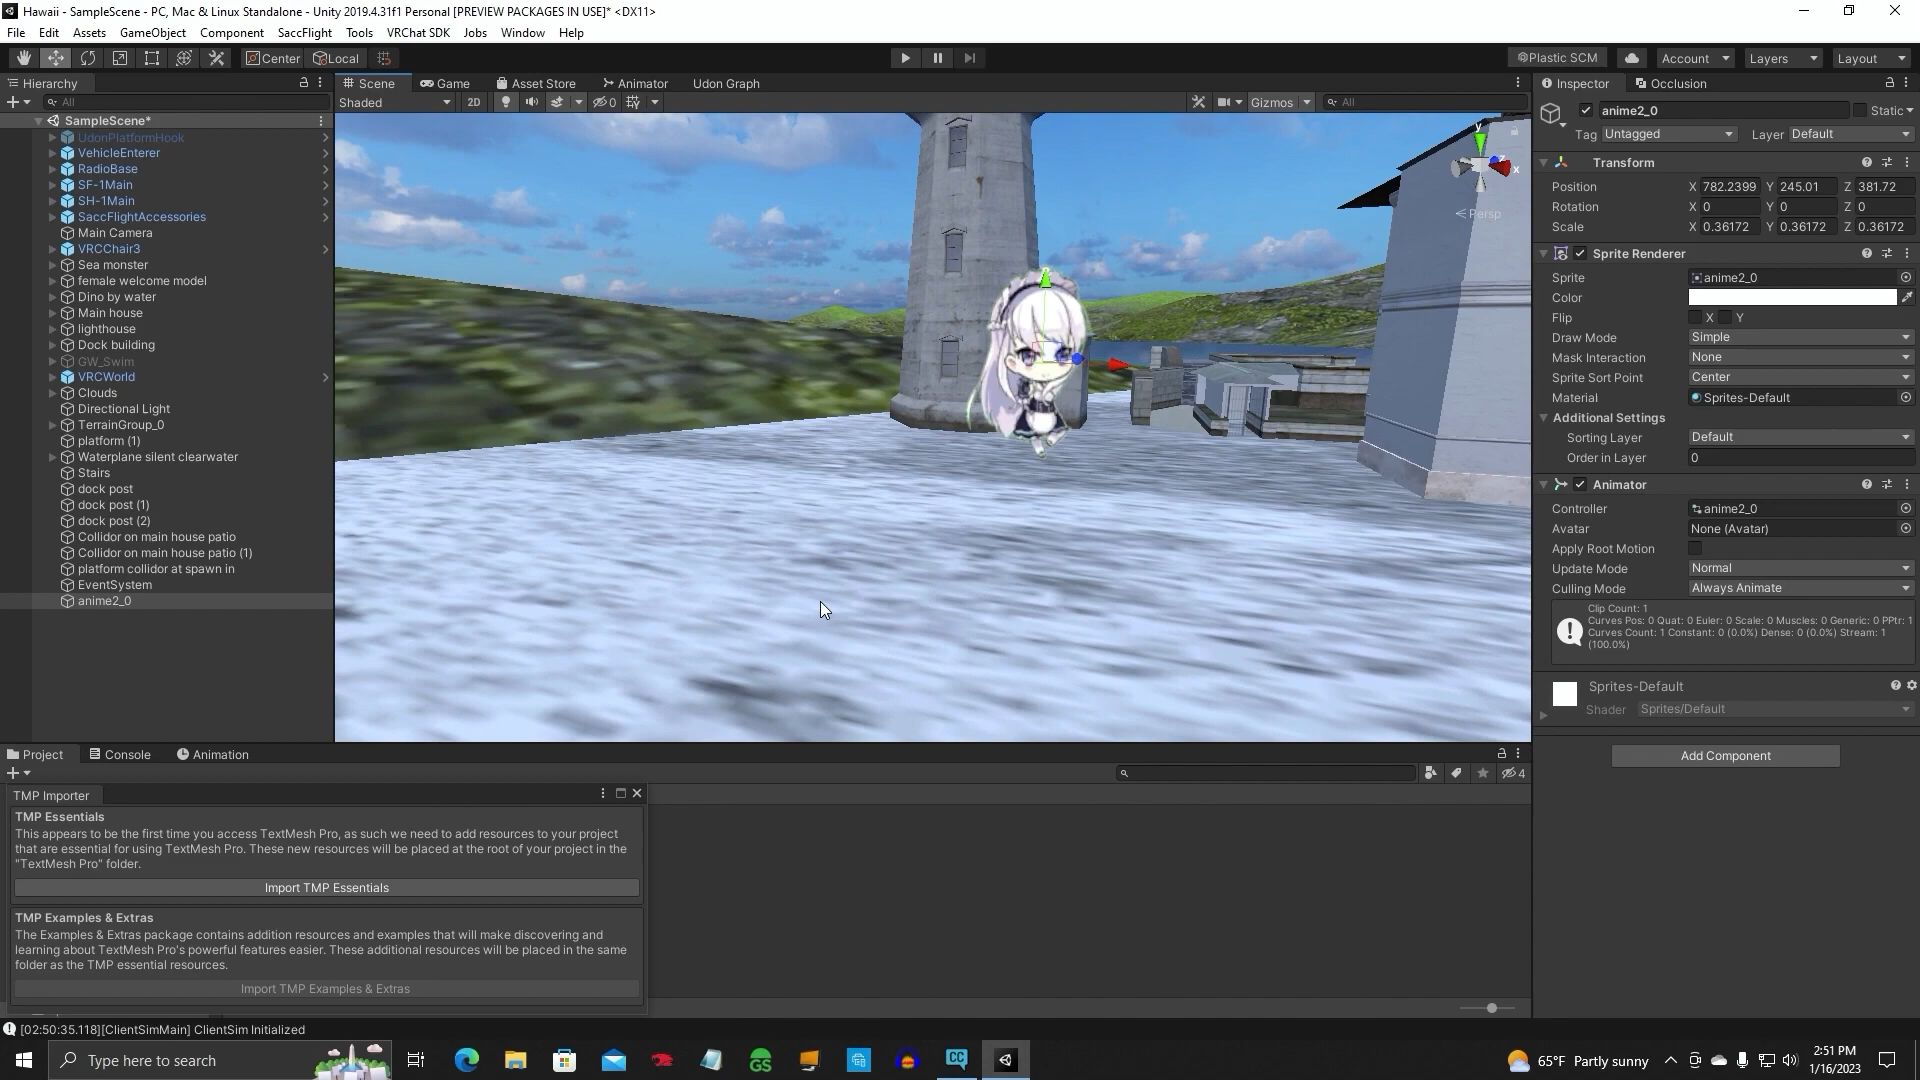 Hawaii - SampleScene - PC, Mac & Linux Standalone - Unity 2019.4.31f1 Personal [PREVIEW PACKAGES IN USE]* <DX11>
File Edit Assets GameObject Component SaccFlight Tools VRChat SDK Jobs Window Help
Center Local Plastic SCM Account Layers Layout
Hierarchy
All
SampleScene*
UdonPlatformHook
VehicleEnterer
RadioBase
SF-1Main
SH-1Main
SaccFlightAccessories
Main Camera
VRCChair3
Sea monster
female welcome model
Dino by water
Main house
lighthouse
Dock building
GW_Swim
VRCWorld
Clouds
Directional Light
TerrainGroup_0
platform (1)
Waterplane silent clearwater
Stairs
dock post
dock post (1)
dock post (2)
Collidor on main house patio
Collidor on main house patio (1)
platform collidor at spawn in
EventSystem
anime2_0
Scene Game Asset Store Animator Udon Graph
Shaded 2D 0 Gizmos All
y
x
Persp
Inspector Occlusion
anime2_0 Static
Tag Untagged Layer Default
Transform
Position X 782.2399 Y 245.01 Z 381.72
Rotation X 0 Y 0 Z 0
Scale X 0.36172 Y 0.36172 Z 0.36172
Sprite Renderer
Sprite anime2_0
Color
Flip X Y
Draw Mode Simple
Mask Interaction None
Sprite Sort Point Center
Material Sprites-Default
Additional Settings
Sorting Layer Default
Order in Layer 0
Animator
Controller anime2_0
Avatar None (Avatar)
Apply Root Motion
Update Mode Normal
Culling Mode Always Animate
Clip Count: 1
Curves Pos: 0 Quat: 0 Euler: 0 Scale: 0 Muscles: 0 Generic: 0 PPtr: 1
Curves Count: 1 Constant: 0 (0.0%) Dense: 0 (0.0%) Stream: 1
(100.0%)
Sprites-Default
Shader Sprites/Default
Add Component
Project Console Animation
4
TMP Importer
TMP Essentials
This appears to be the first time you access TextMesh Pro, as such we need to add resources to your project
that are essential for using TextMesh Pro. These new resources will be placed at the root of your project in the
"TextMesh Pro" folder.
Import TMP Essentials
TMP Examples & Extras
The Examples & Extras package contains addition resources and examples that will make discovering and
learning about TextMesh Pro's powerful features easier. These additional resources will be placed in the same
folder as the TMP essential resources.
Import TMP Examples & Extras
[02:50:35.118][ClientSimMain] ClientSim Initialized
Type here to search
GS
CC
65°F Partly sunny
2:51 PM
1/16/2023